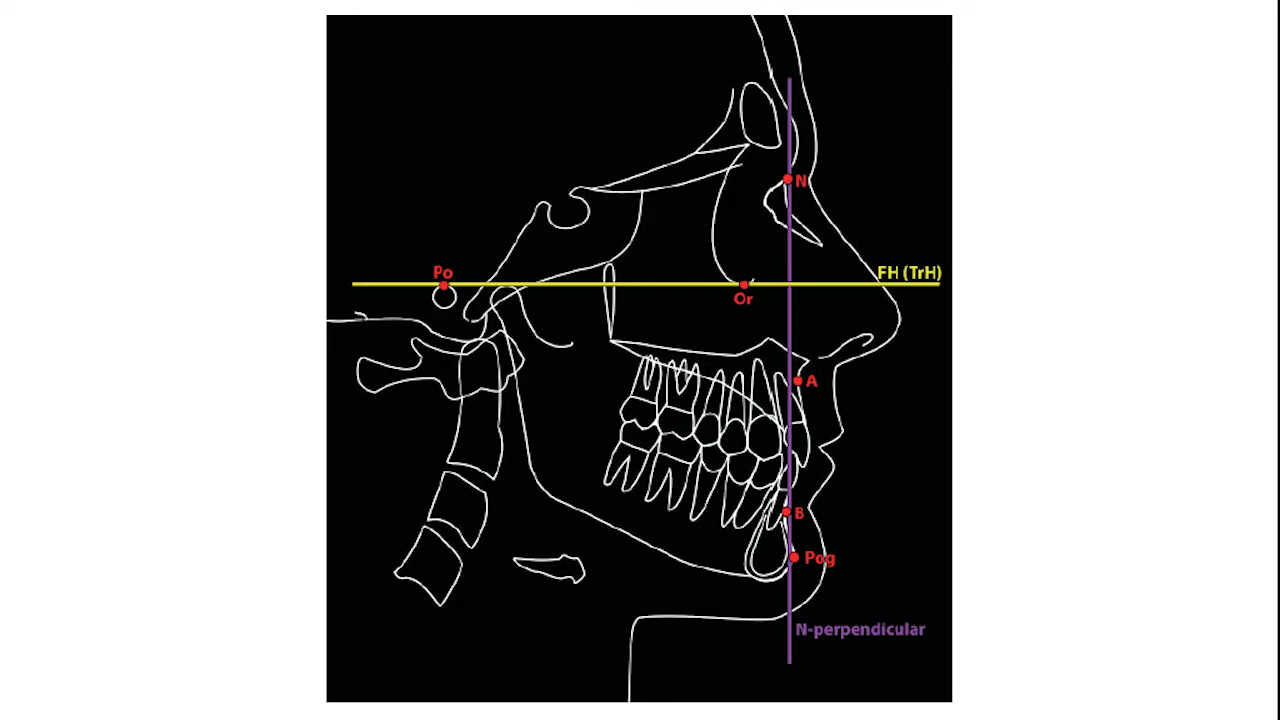 N
Po
FH (TrH)
Or
A
B
Pog
N-perpendicular